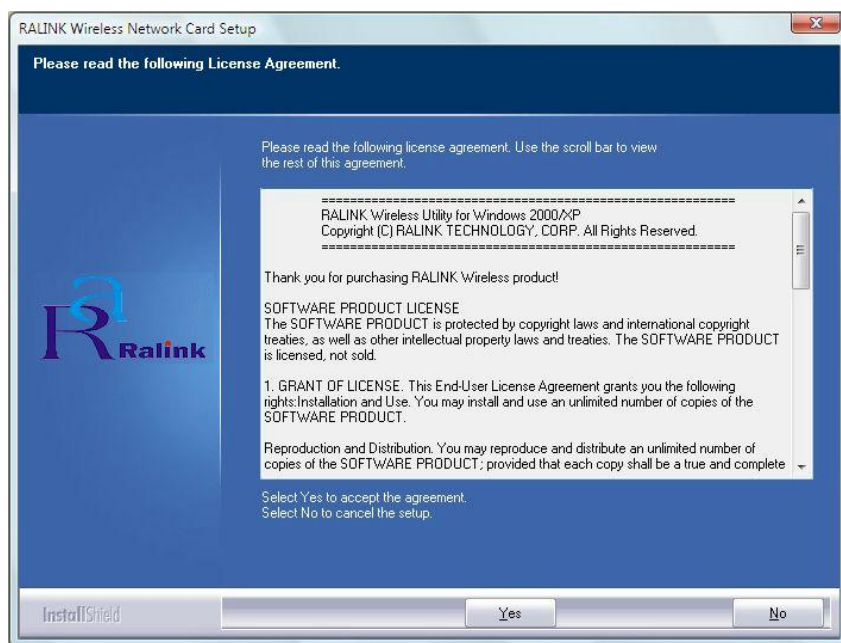 RALINK Wireless Network Card Setup
Please read the following License Agreement.
Please read the following license agreement. Use the scroll bar to view
the rest of this agreement.
=========================================================
RALINK Wireless Utility for Windows 2000/XP
Copyright (C) RALINK TECHNOLOGY, CORP. All Rights Reserved.
=========================================================
Thank you for purchasing RALINK Wireless product!
SOFTWARE PRODUCT LICENSE
The SOFTWARE PRODUCT is protected by copyright laws and international copyright
treaties, as well as other intellectual property laws and treaties. The SOFTWARE PRODUCT
is licensed, not sold.
1. GRANT OF LICENSE. This End-User License Agreement grants you the following
rights:Installation and Use. You may install and use an unlimited number of copies of the
SOFTWARE PRODUCT.
Reproduction and Distribution. You may reproduce and distribute an unlimited number of
copies of the SOFTWARE PRODUCT; provided that each copy shall be a true and complete
Ra Ralink
Select Yes to accept the agreement.
Select No to cancel the setup.
InstallShield
Yes
No